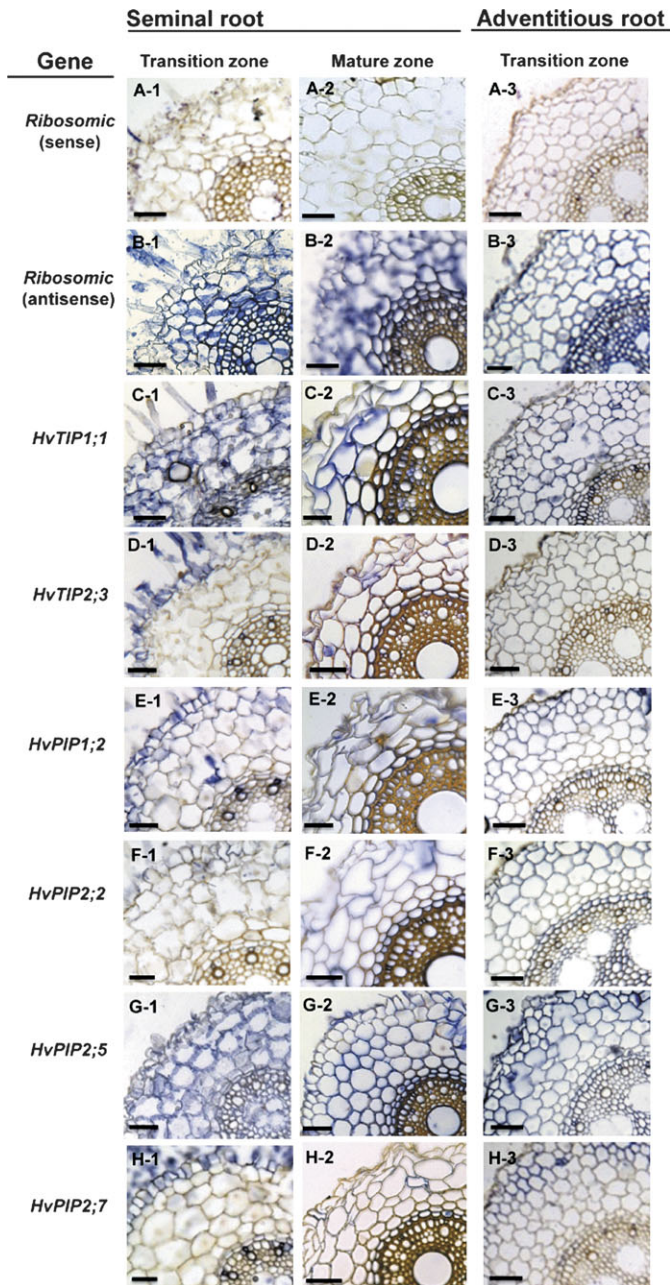 Seminal root Adventitious root
Gene Transition zone Mature zone Transition zone
A-1 A-2 A-3
Ribosomic
(sense)
B-1 B-2 B-3
Ribosomic
(antisense)
C-1 C-2 C-3
HvTIP1;1
D-1 D-2 D-3
HvTIP2;3
E-1 E-2 E-3
HvPIP1;2
F-1 F-2 F-3
HvPIP2;2
G-1 G-2 G-3
HvPIP2;5
H-1 H-2 H-3
HvPIP2;7